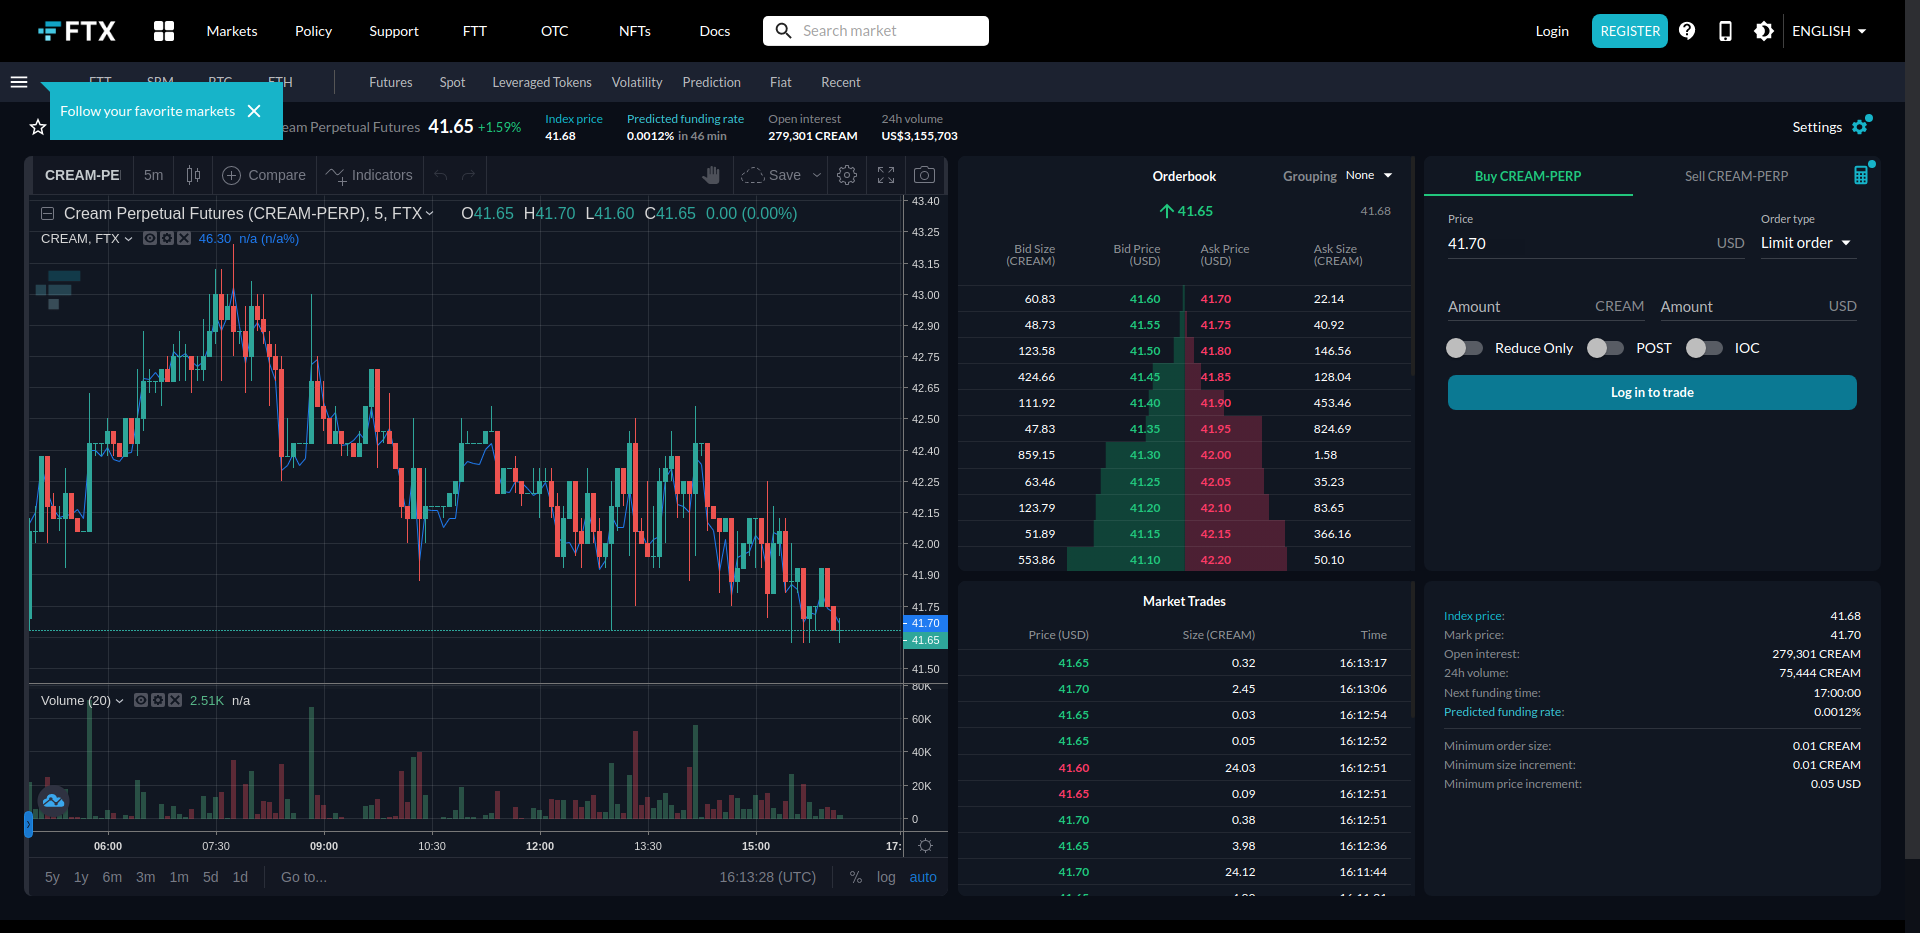 FTX
Markets
Policy
Support
FTT
OTC
NFTs
Docs
Search market
Login
REGISTER
ENGLISH
FTT
SRM
BTC
ETH
Futures
Spot
Leveraged Tokens
Volatility
Prediction
Fiat
Recent
Follow your favorite markets
eam Perpetual Futures
41.65 +1.59%
Index price
41.68
Predicted funding rate
0.0012% in 46 min
Open interest
279,301 CREAM
24h volume
US$3,155,703
Settings
CREAM-PE
5m
Compare
Indicators
Save
Cream Perpetual Futures (CREAM-PERP), 5, FTX
O41.65 H41.70 L41.60 C41.65 0.00 (0.00%)
CREAM, FTX
46.30 n/a (n/a%)
43.40
43.25
43.15
43.00
42.90
42.75
42.65
42.50
42.40
42.25
42.15
42.00
41.90
41.75
41.70
41.65
41.50
Volume (20)
2.51K n/a
80K
60K
40K
20K
0
06:00 07:30 09:00 10:30 12:00 13:30 15:00 17:
5y 1y 6m 3m 1m 5d 1d
Go to...
16:13:28 (UTC)
% log auto
Orderbook
Grouping None
41.65
41.68
Bid Size (CREAM) Bid Price (USD) Ask Price (USD) Ask Size (CREAM)
60.83 41.60 41.70 22.14
48.73 41.55 41.75 40.92
123.58 41.50 41.80 146.56
424.66 41.45 41.85 128.04
111.92 41.40 41.90 453.46
47.83 41.35 41.95 824.69
859.15 41.30 42.00 1.58
63.46 41.25 42.05 35.23
123.79 41.20 42.10 83.65
51.89 41.15 42.15 366.16
553.86 41.10 42.20 50.10
Market Trades
Price (USD) Size (CREAM) Time
41.65 0.32 16:13:17
41.70 2.45 16:13:06
41.65 0.03 16:12:54
41.65 0.05 16:12:52
41.60 24.03 16:12:51
41.65 0.09 16:12:51
41.70 0.38 16:12:51
41.65 3.98 16:12:36
41.70 24.12 16:11:44
Buy CREAM-PERP
Sell CREAM-PERP
Price
41.70 USD
Order type
Limit order
Amount CREAM
Amount USD
Reduce Only
POST
IOC
Log in to trade
Index price: 41.68
Mark price: 41.70
Open interest: 279,301 CREAM
24h volume: 75,444 CREAM
Next funding time: 17:00:00
Predicted funding rate: 0.0012%
Minimum order size: 0.01 CREAM
Minimum size increment: 0.01 CREAM
Minimum price increment: 0.05 USD